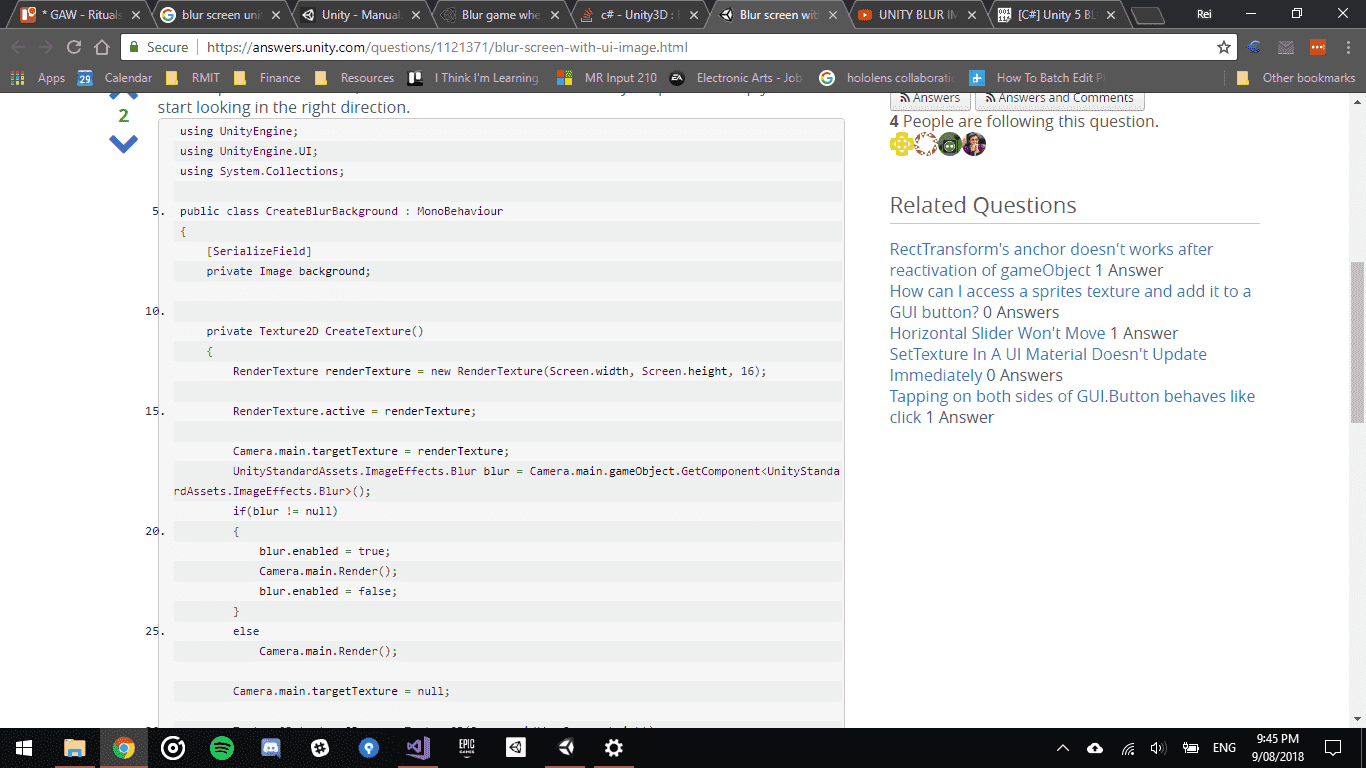 * GAW - Rituals
blur screen uni
Unity - Manual:
Blur game whe
c# - Unity3D : B
Blur screen with
UNITY BLUR IM
[C#] Unity 5 BL
Rei
Secure
https://answers.unity.com/questions/1121371/blur-screen-with-ui-image.html
Apps
29
Calendar
RMIT
Finance
Resources
I Think I'm Learning
MR Input 210
Electronic Arts - Job
hololens collaboratio
How To Batch Edit P
Other bookmarks
2
start looking in the right direction.
using UnityEngine;
using UnityEngine.UI;
using System.Collections;
5. public class CreateBlurBackground : MonoBehaviour
{
[SerializeField]
private Image background;
10.
private Texture2D CreateTexture()
{
RenderTexture renderTexture = new RenderTexture(Screen.width, Screen.height, 16);
15. RenderTexture.active = renderTexture;
Camera.main.targetTexture = renderTexture;
UnityStandardAssets.ImageEffects.Blur blur = Camera.main.gameObject.GetComponent<UnityStanda
rdAssets.ImageEffects.Blur>();
if(blur != null)
20. {
blur.enabled = true;
Camera.main.Render();
blur.enabled = false;
}
25. else
Camera.main.Render();
Camera.main.targetTexture = null;
Answers
Answers and Comments
4 People are following this question.
Related Questions
RectTransform's anchor doesn't works after
reactivation of gameObject 1 Answer
How can I access a sprites texture and add it to a
GUI button? 0 Answers
Horizontal Slider Won't Move 1 Answer
SetTexture In A UI Material Doesn't Update
Immediately 0 Answers
Tapping on both sides of GUI.Button behaves like
click 1 Answer
EPIC
GAMES
ENG
9:45 PM
9/08/2018